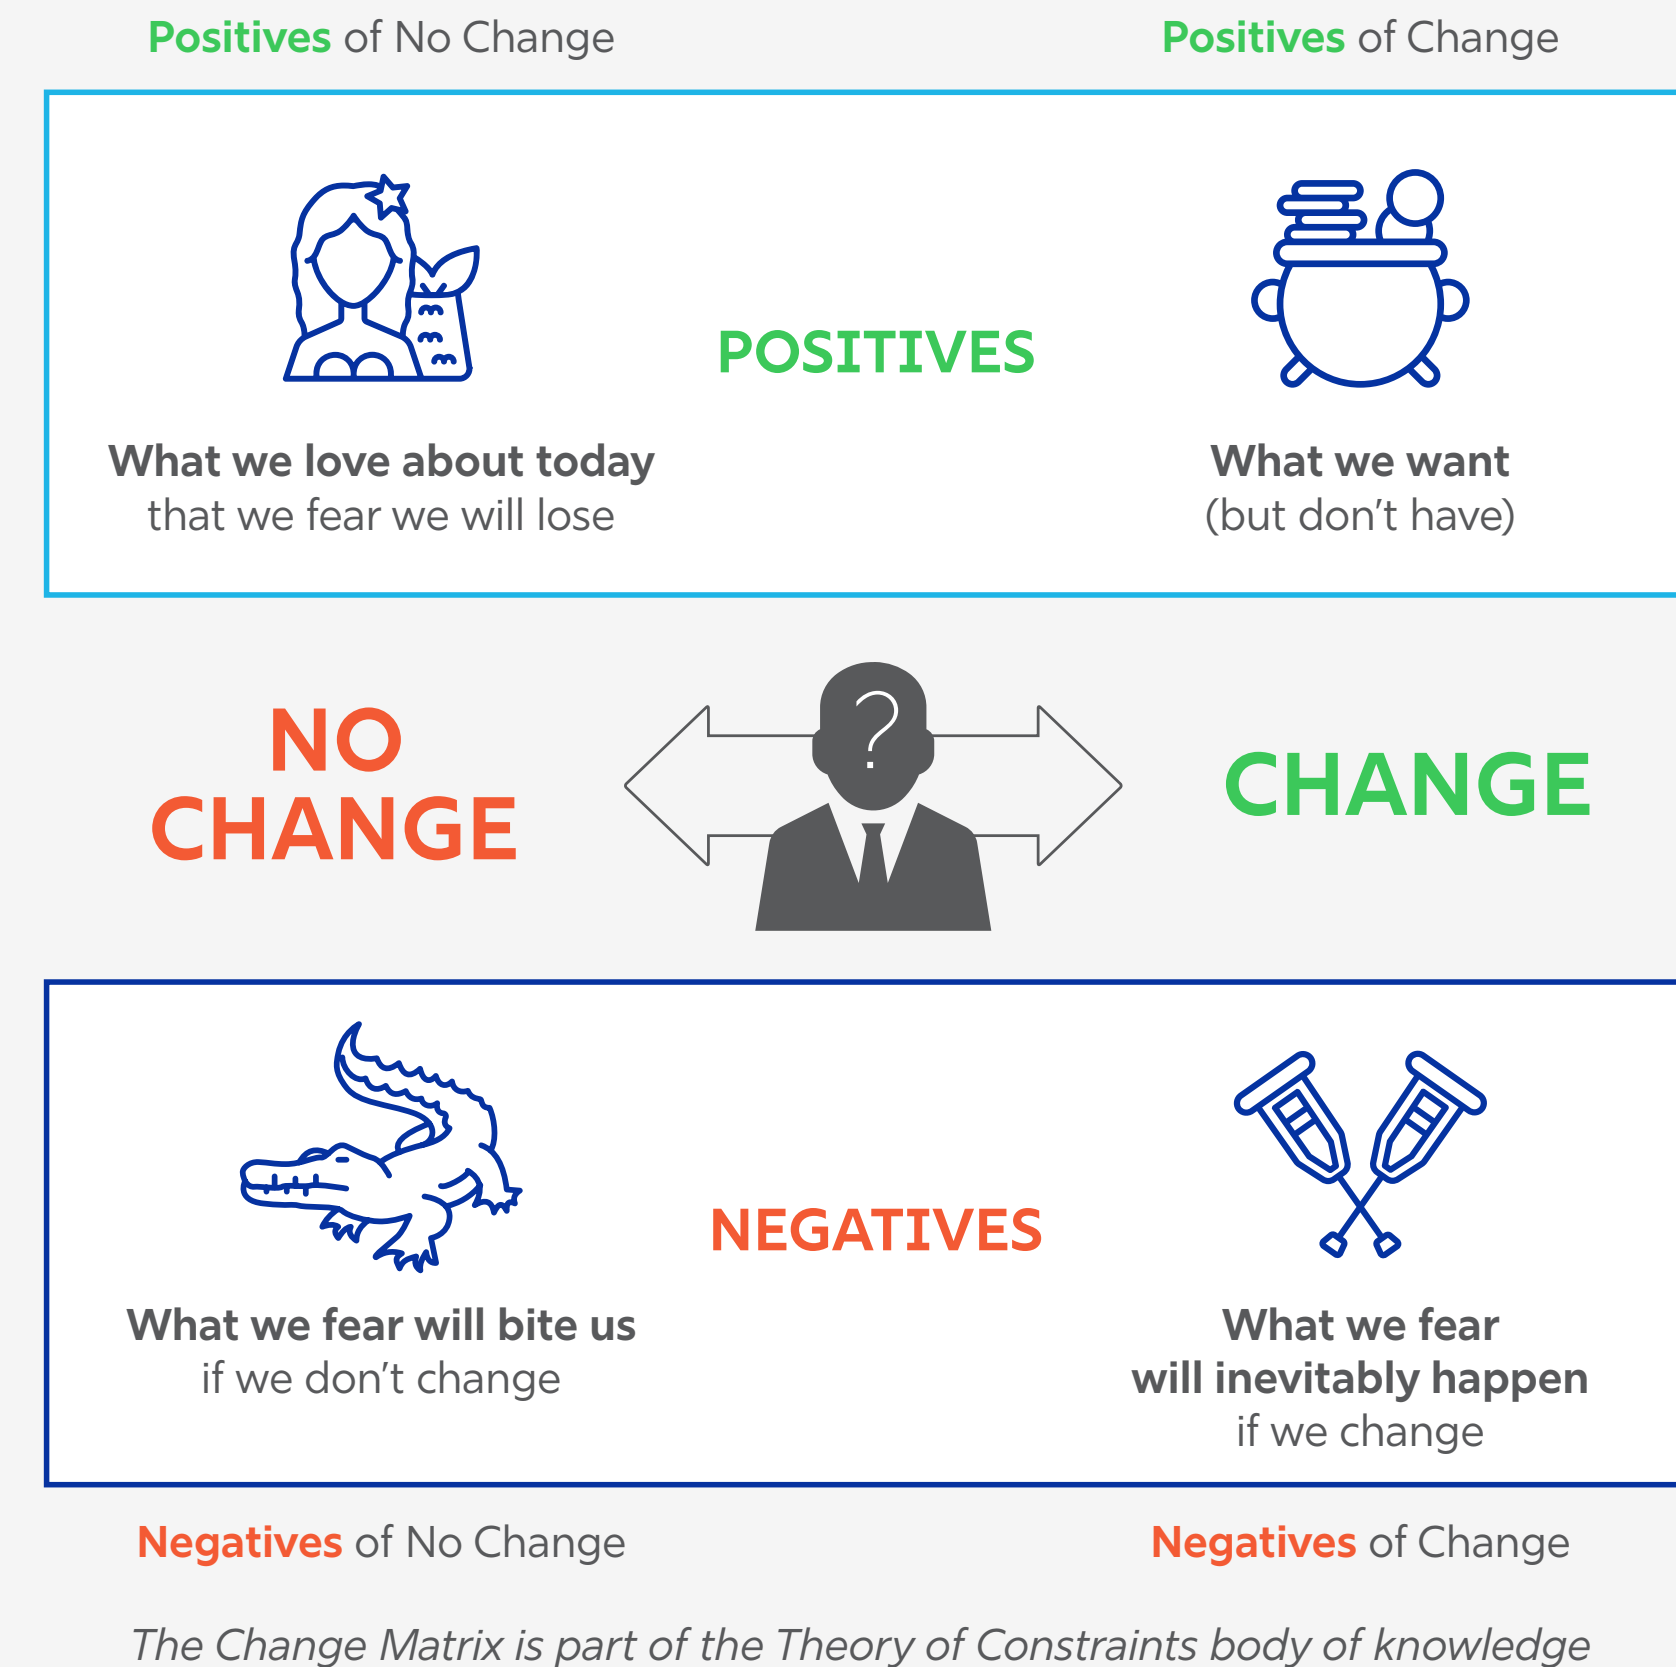 Positives of No Change
Positives of Change
POSITIVES
What we love about today
that we fear we will lose
What we want
(but don't have)
NO
CHANGE
?
CHANGE
NEGATIVES
What we fear will bite us
if we don't change
What we fear
will inevitably happen
if we change
Negatives of No Change
Negatives of Change
The Change Matrix is part of the Theory of Constraints body of knowledge